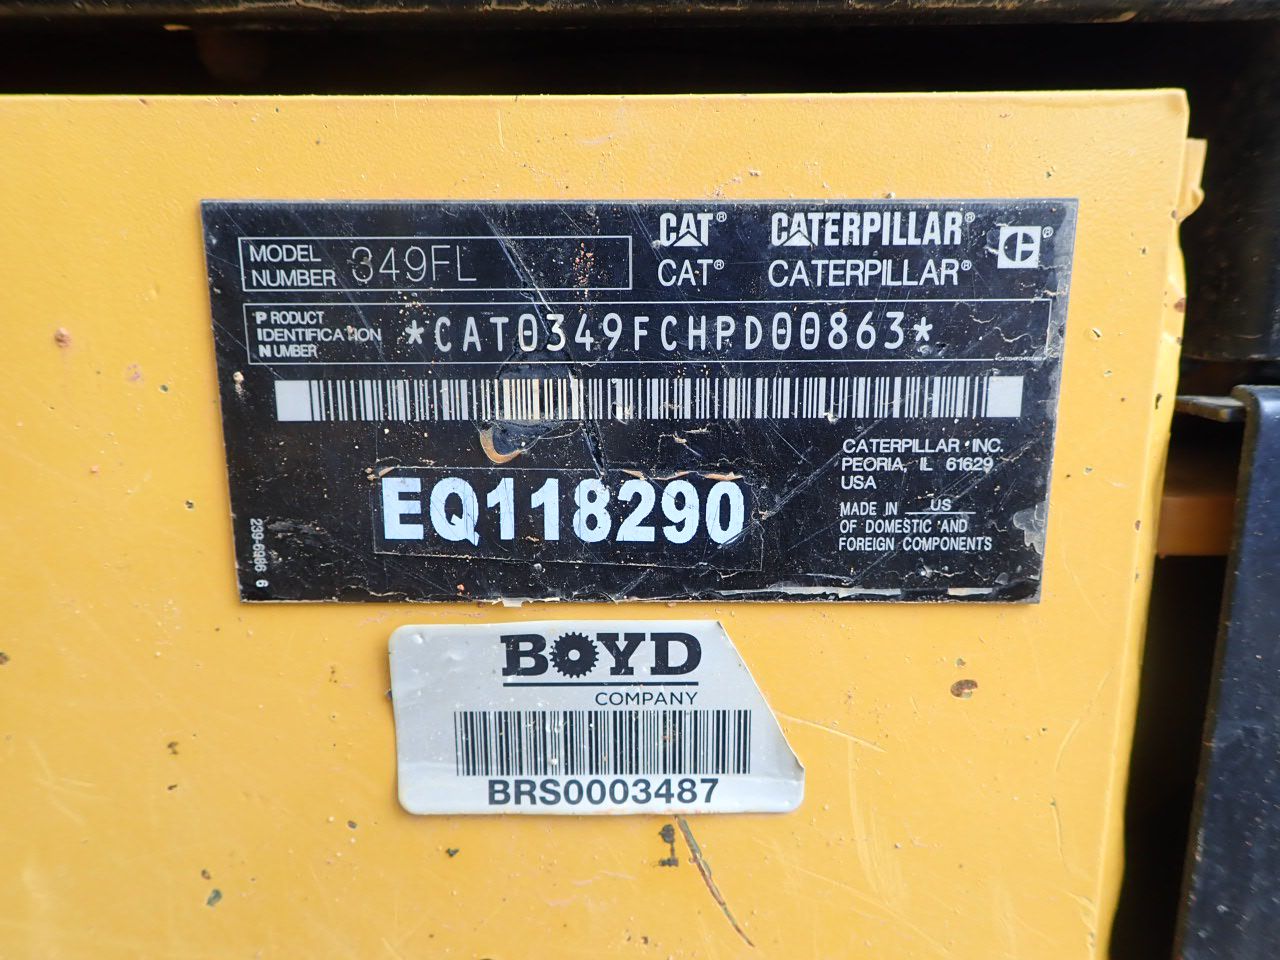 MODEL NUMBER 349FL
CAT® CATERPILLAR®
CAT® CATERPILLAR®
CE®
PRODUCT IDENTIFICATION NUMBER *CAT0349FCHPD00863*
CATERPILLAR INC.
PEORIA, IL 61629
USA
MADE IN US
OF DOMESTIC AND
FOREIGN COMPONENTS
EQ118290
BOYD
COMPANY
BRS0003487